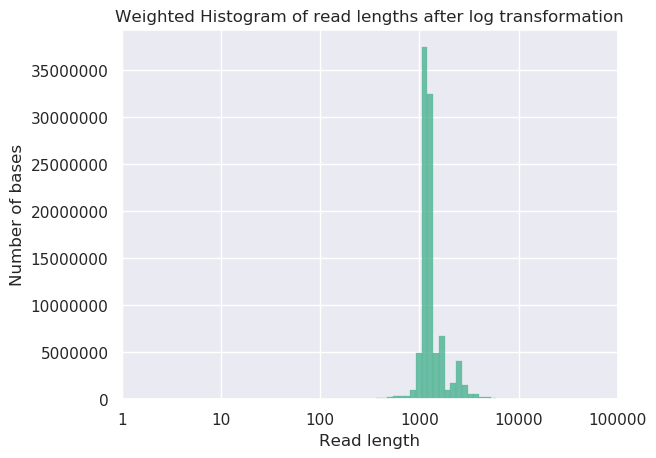 Weighted Histogram of read lengths after log transformation
Number of bases
35000000
30000000
25000000
20000000
15000000
10000000
5000000
0
1 10 100 1000 10000 100000
Read length